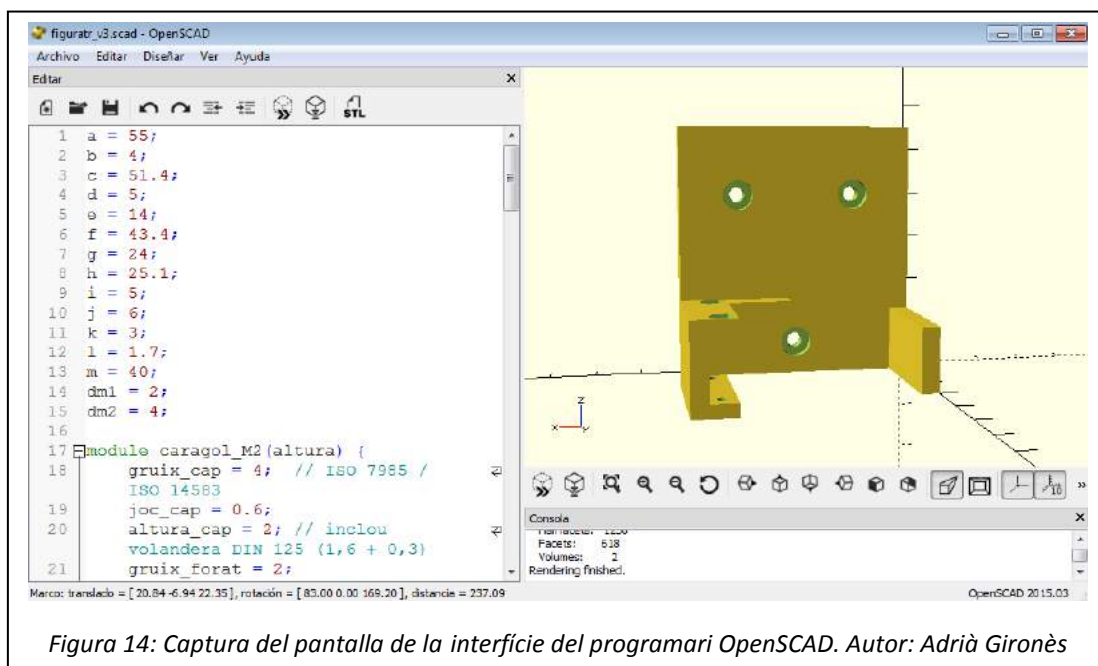 figuratr_v3.scad - OpenSCAD
Archivo Editar Diseñar Ver Ayuda
Editar
STL
1 a = 55;
2 b = 4;
3 c = 51.4;
4 d = 5;
5 e = 14;
6 f = 43.4;
7 g = 24;
8 h = 25.1;
9 i = 5;
10 j = 6;
11 k = 3;
12 l = 1.7;
13 m = 40;
14 dm1 = 2;
15 dm2 = 4;
16
17 module caragol_M2(altura) {
18 gruix_cap = 4; // ISO 7985 /
ISO 14583
19 joc_cap = 0.6;
20 altura_cap = 2; // inclou
volandera DIN 125 (1,6 + 0,3)
21 gruix_forat = 2;
z
x
y
10
»
Consola
Facets: 618
Volumes: 2
Rendering finished.
Marco: translado = [ 20.84 -6.94 22.35 ], rotación = [ 83.00 0.00 169.20 ], distancia = 237.09
OpenSCAD 2015.03
Figura 14: Captura del pantalla de la interfície del programari OpenSCAD. Autor: Adrià Gironès